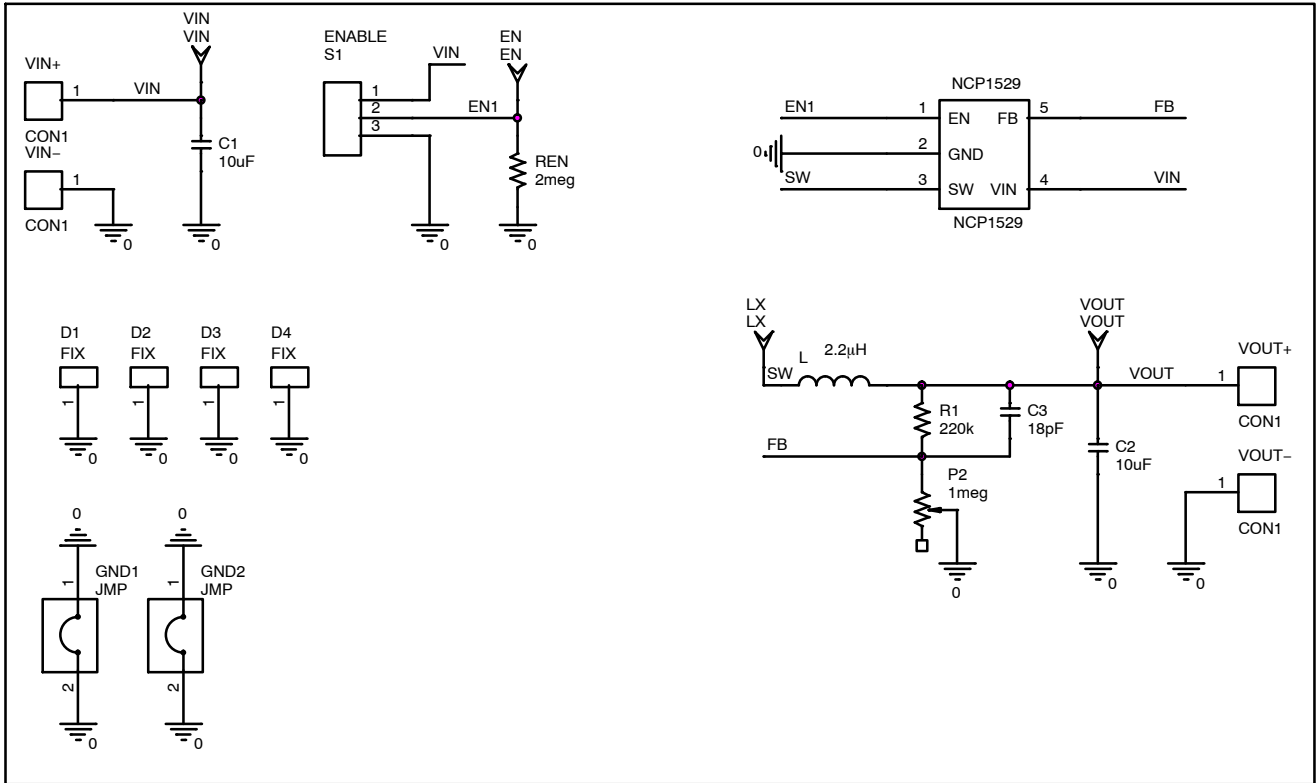 VIN
VIN
VIN+
1
VIN
CON1
C1
10uF
0
VIN−
1
CON1
0
ENABLE
S1
1
2
3
VIN
EN1
EN
EN
REN
2meg
0
0
NCP1529
EN1
1
EN
FB
5
FB
0
2
GND
SW
3
SW
VIN
4
VIN
NCP1529
D1
FIX
1
0
D2
FIX
1
0
D3
FIX
1
0
D4
FIX
1
0
LX
LX
SW
L
2.2μH
VOUT
VOUT
VOUT
VOUT+
1
CON1
R1
220k
C3
18pF
FB
P2
1meg
0
C2
10uF
0
VOUT−
1
CON1
0
0
1
GND1
JMP
2
0
0
1
GND2
JMP
2
0